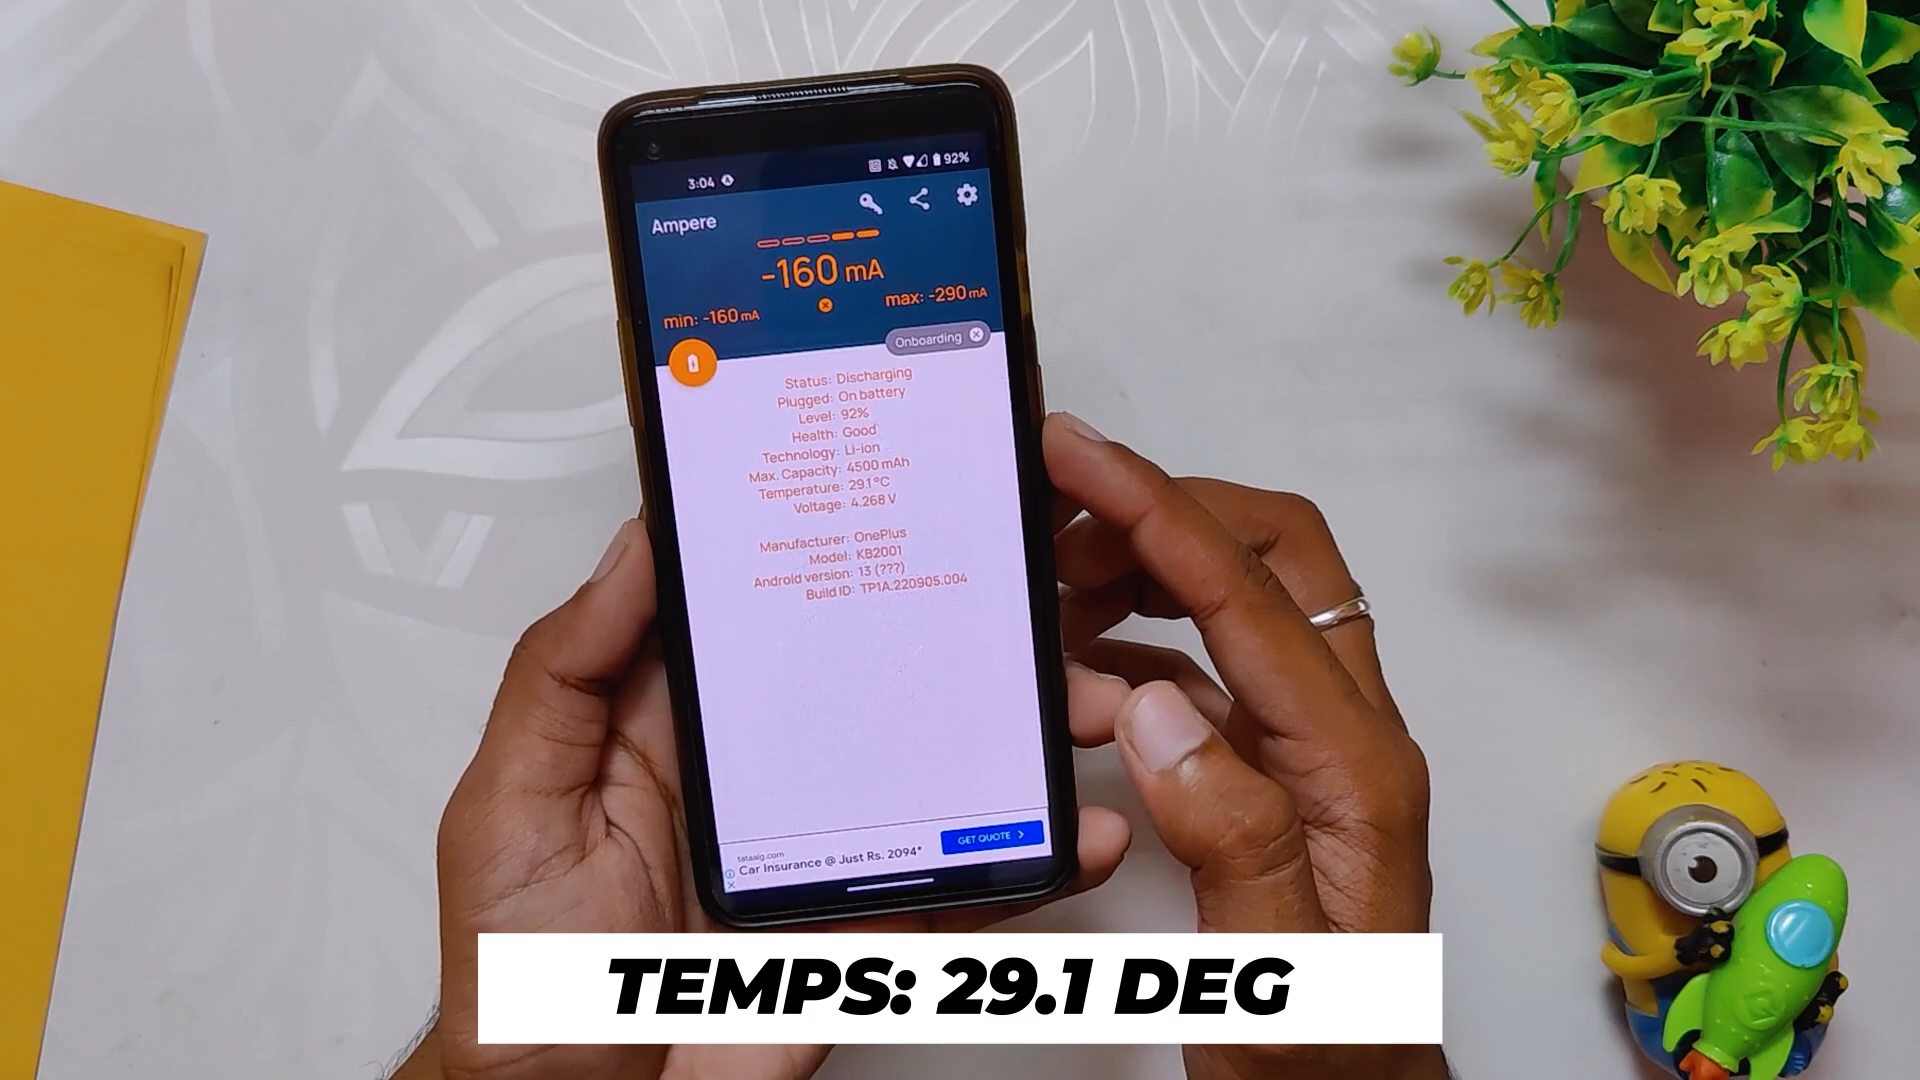 3:04
92%
Ampere
-160 mA
min: -160 mA
max: -290 mA
Onboarding
Status: Discharging
Plugged: On battery
Level: 92%
Health: Good
Technology: Li-ion
Max. Capacity: 4500 mAh
Temperature: 29.1°C
Voltage: 4.268 V
Manufacturer: OnePlus
Model: KB2001
Android version: 13 (???)
Build ID: TP1A.220905.004
tataaig.com
Car Insurance @ Just Rs. 2094*
GET QUOTE
TEMPS: 29.1 DEG